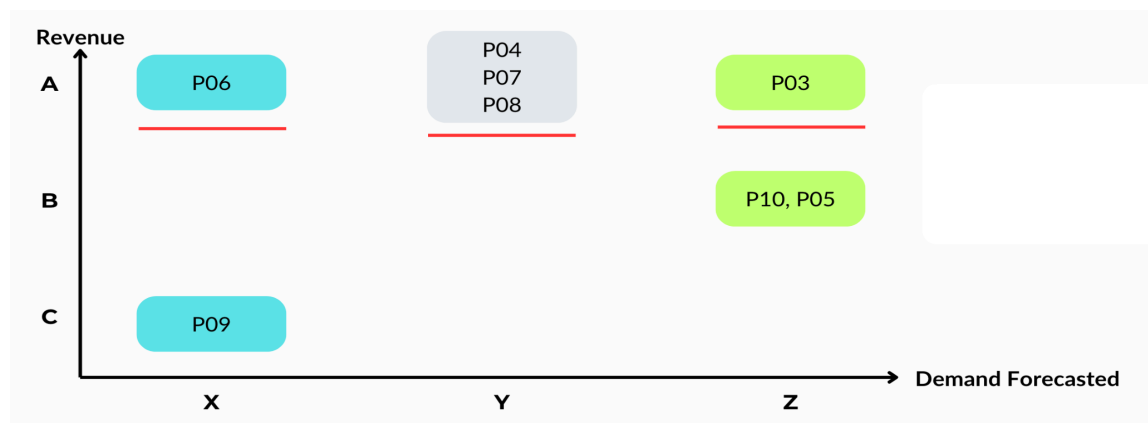 Revenue
A
P06
P04
P07
P08
P03
B
P10, P05
C
P09
Demand Forecasted
X
Y
Z